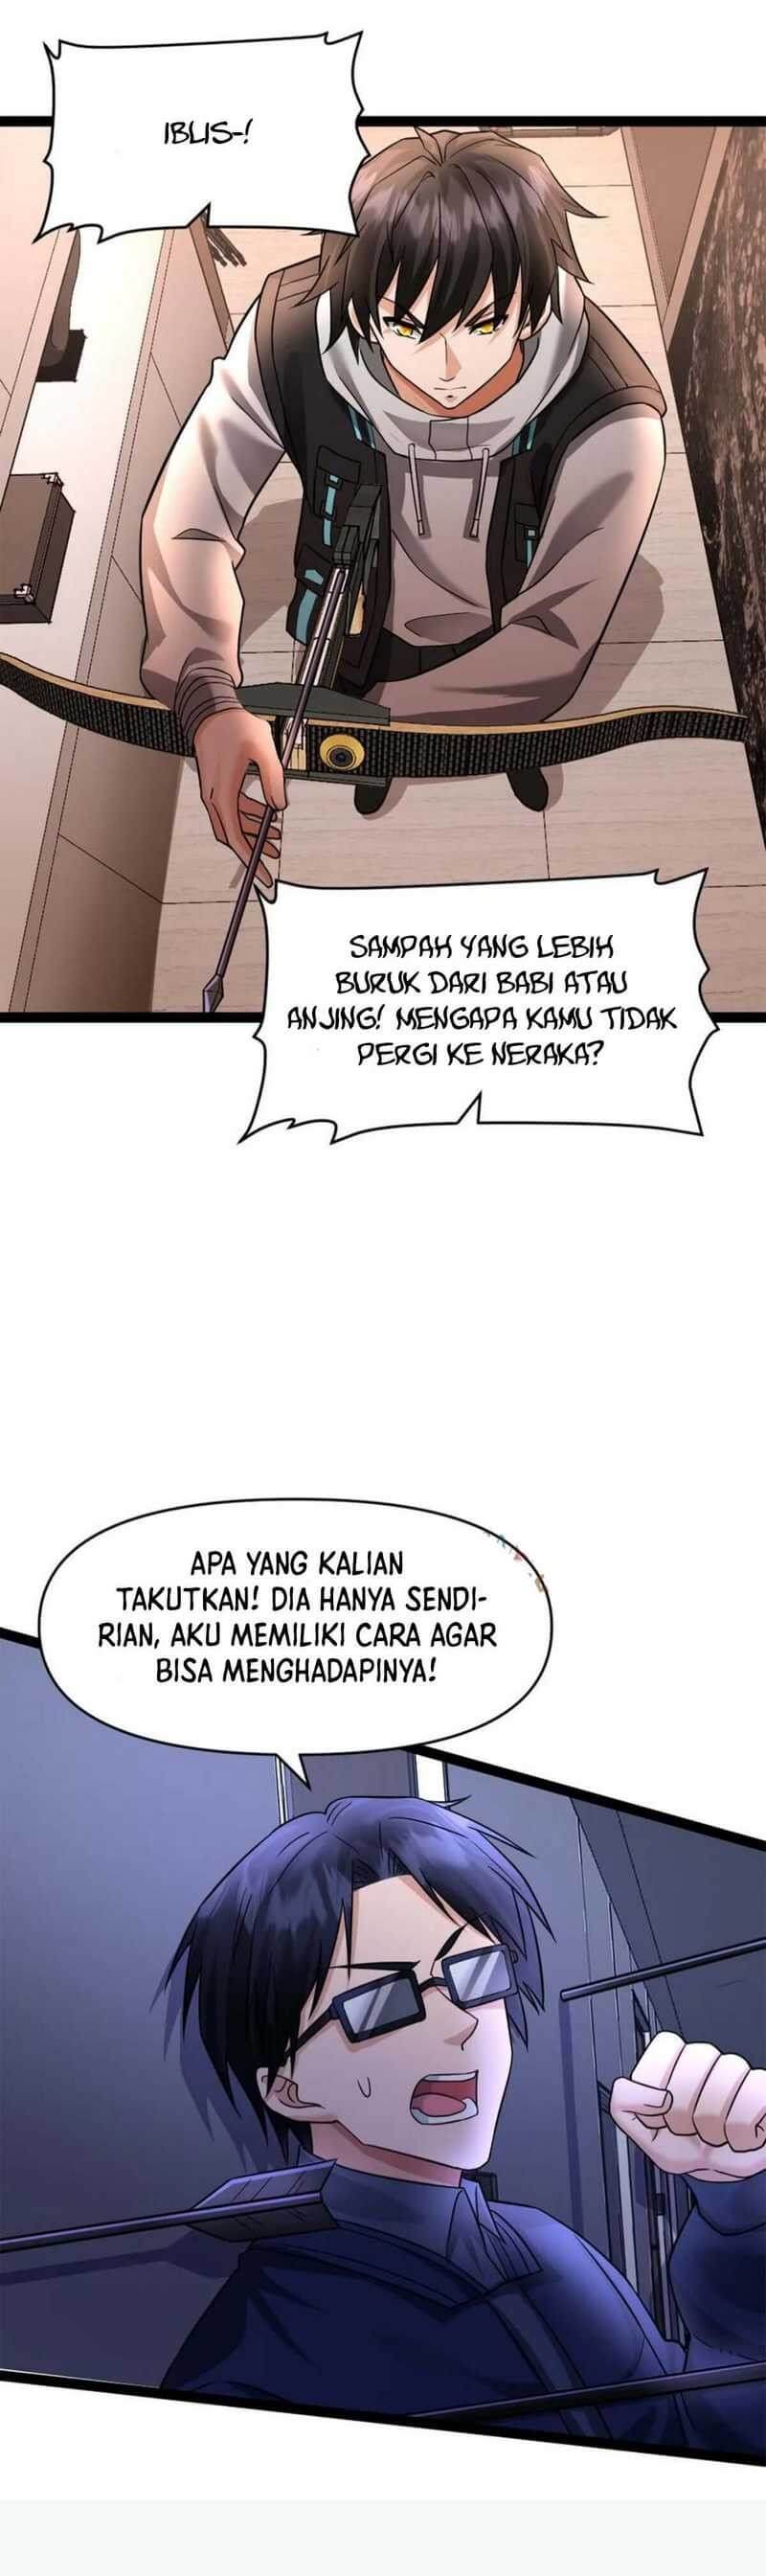 IBLIS-!
SAMPAH YANG LEBIH
BURUK DARI BABI ATAU
ANJING! MENGAPA KAMU TIDAK
PERGI KE NERAKA?
APA YANG KALIAN
TAKUTKAN! DIA HANYA SENDI-
RIAN, AKU MEMILIKI CARA AGAR
BISA MENGHADAPINYA!